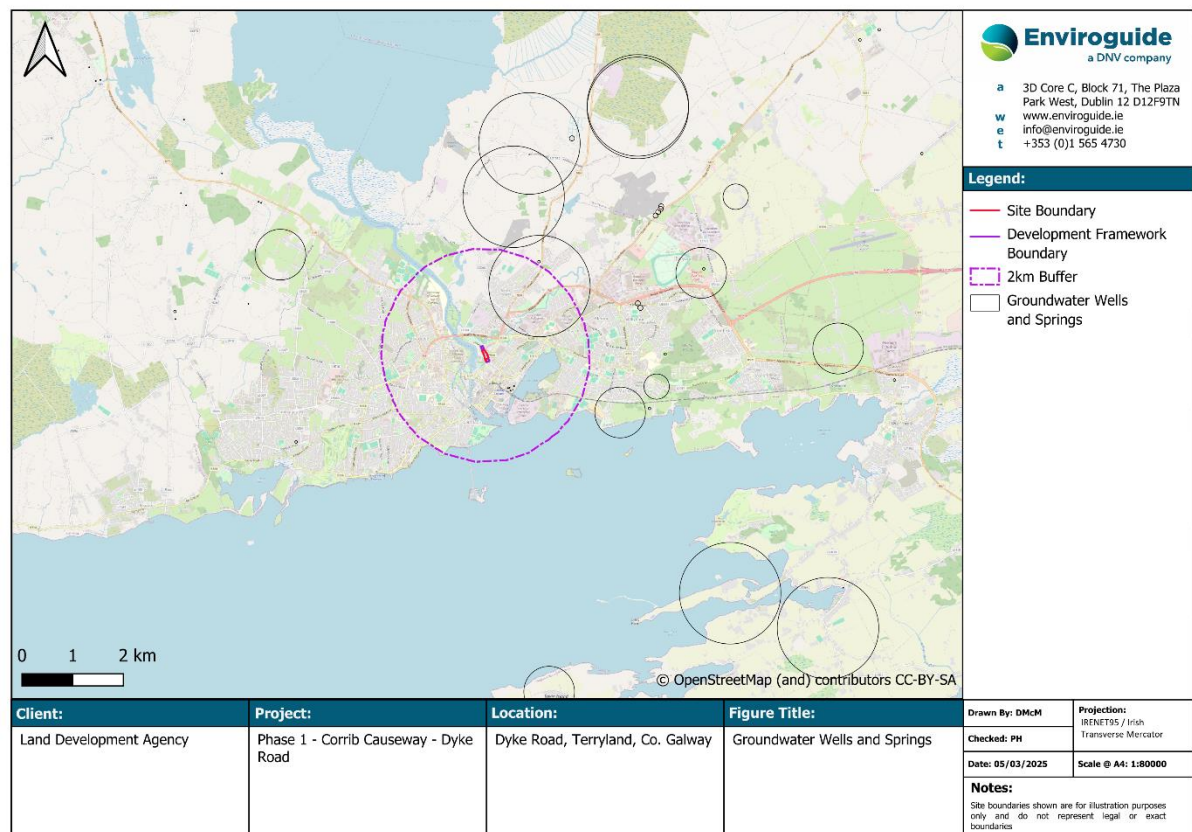 Enviroguide
a DNV company
a 3D Core C, Block 71, The Plaza
Park West, Dublin 12 D12F9TN
w www.enviroguide.ie
e info@enviroguide.ie
t +353 (0)1 565 4730
Legend:
Site Boundary
Development Framework
Boundary
2km Buffer
Groundwater Wells
and Springs
0 1 2 km
© OpenStreetMap (and) contributors CC-BY-SA
Client:
Land Development Agency
Project:
Phase 1 - Corrib Causeway - Dyke
Road
Location:
Dyke Road, Terryland, Co. Galway
Figure Title:
Groundwater Wells and Springs
Drawn By: DMcM
Checked: PH
Date: 05/03/2025
Projection:
IRENET95 / Irish
Transverse Mercator
Scale @ A4: 1:80000
Notes:
Site boundaries shown are for illustration purposes
only and do not represent legal or exact
boundaries